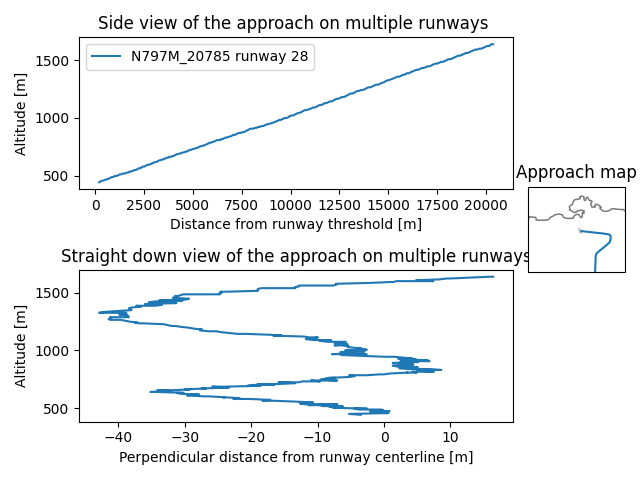 Side view of the approach on multiple runways
N797M_20785 runway 28
Altitude [m]
1500
1000
500
0 2500 5000 7500 10000 12500 15000 17500 20000
Distance from runway threshold [m]
Approach map
Straight down view of the approach on multiple runways
Altitude [m]
1500
1000
500
−40 −30 −20 −10 0 10
Perpendicular distance from runway centerline [m]